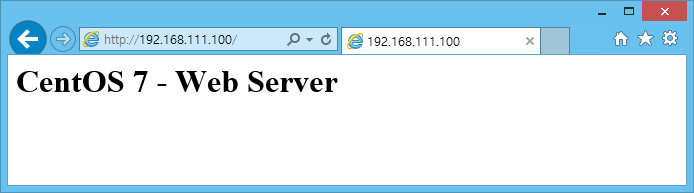 http://192.168.111.100/
192.168.111.100
CentOS 7 - Web Server